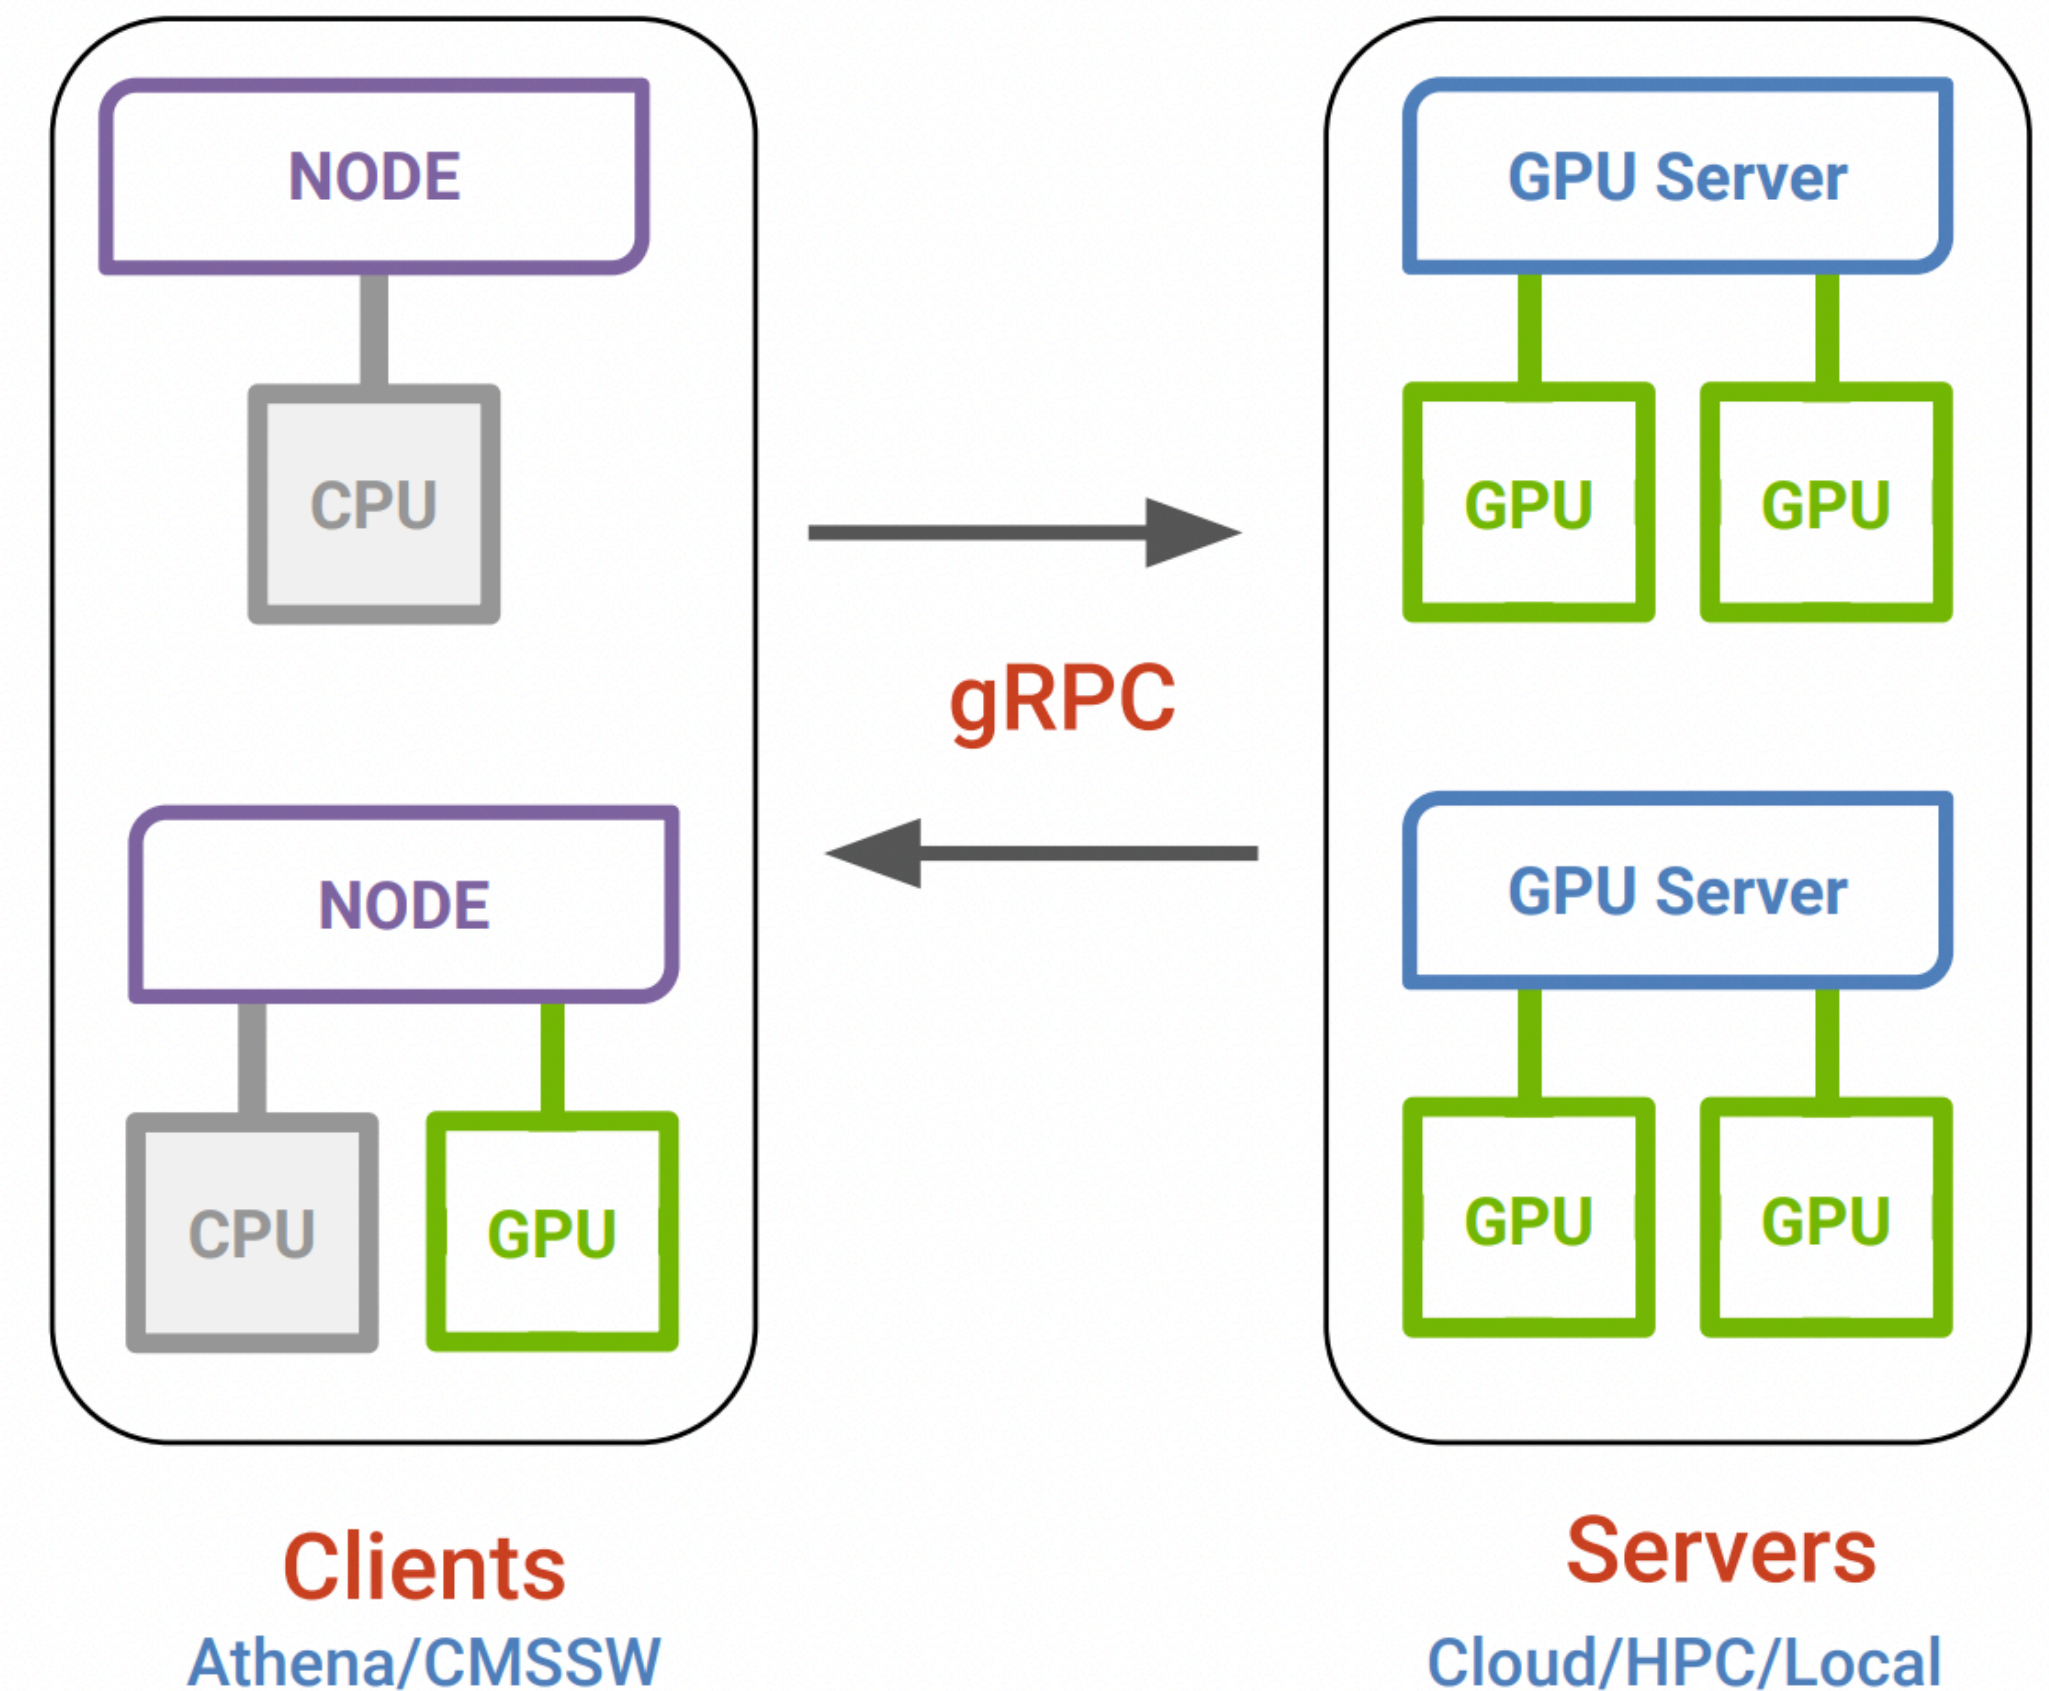 NODE
CPU
NODE
CPU
GPU
Clients
Athena/CMSSW
gRPC
GPU Server
GPU
GPU
GPU Server
GPU
GPU
Servers
Cloud/HPC/Local